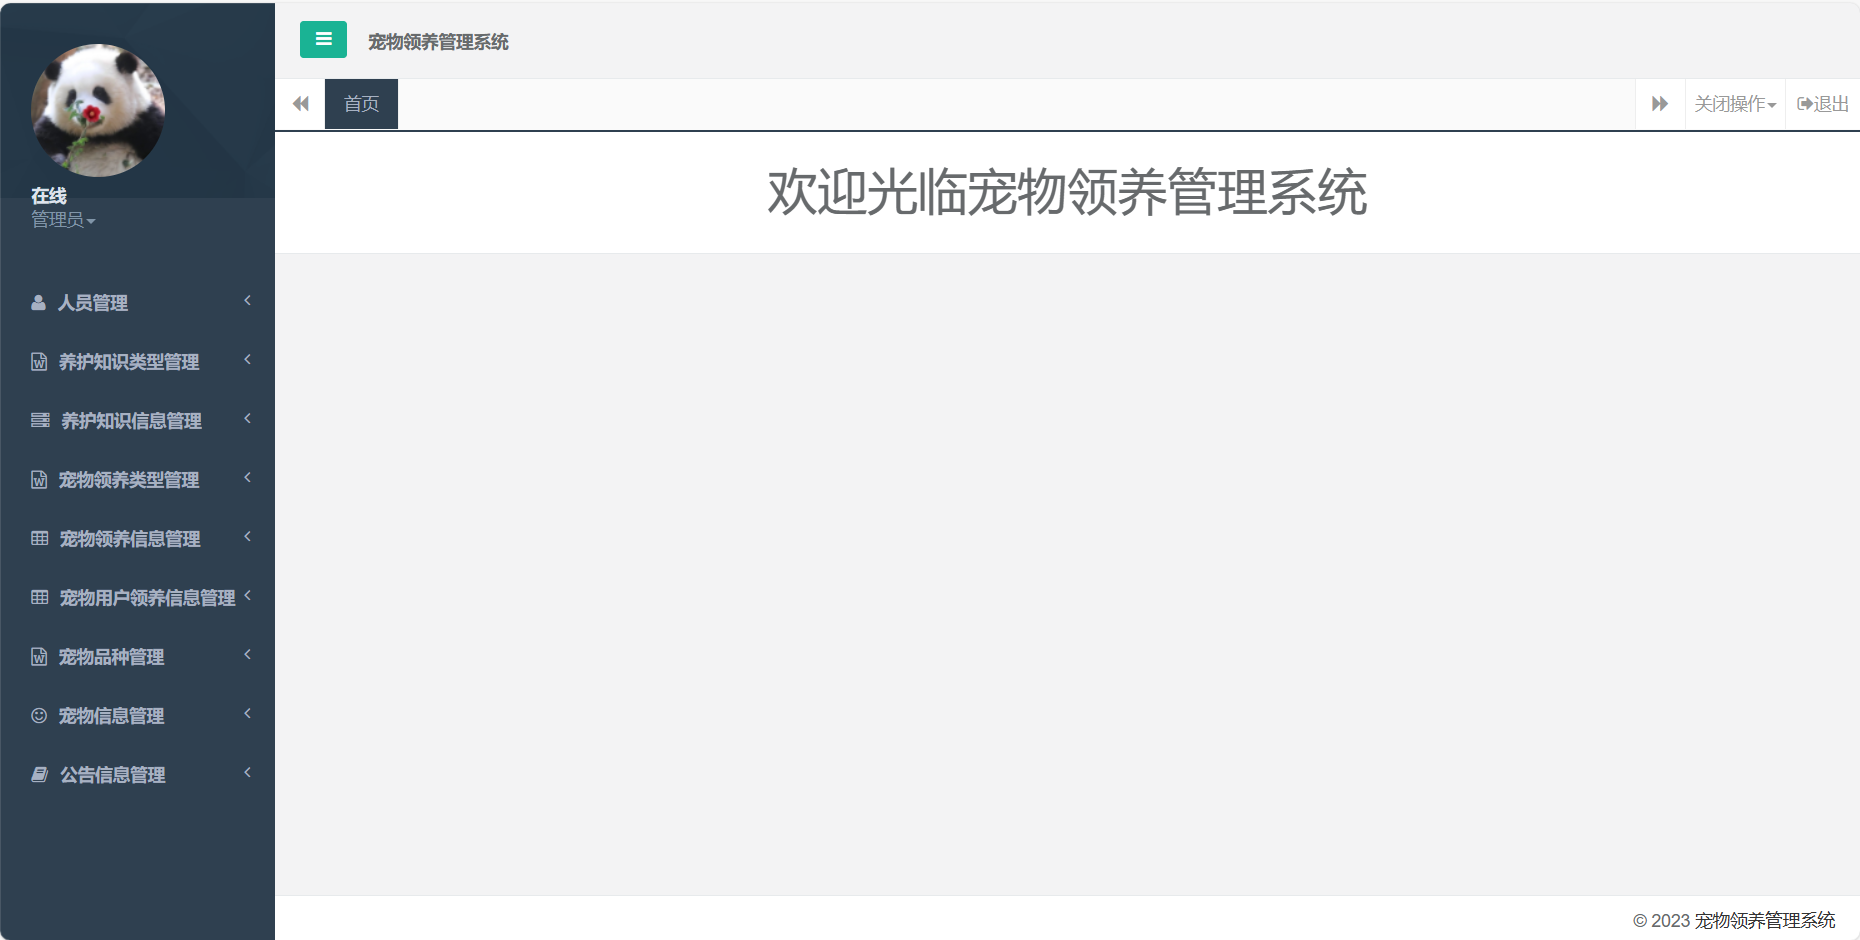 在线
管理员
人员管理
养护知识类型管理
养护知识信息管理
宠物领养类型管理
宠物领养信息管理
宠物用户领养信息管理
宠物品种管理
宠物信息管理
公告信息管理
宠物领养管理系统
首页
关闭操作
退出
欢迎光临宠物领养管理系统
© 2023 宠物领养管理系统